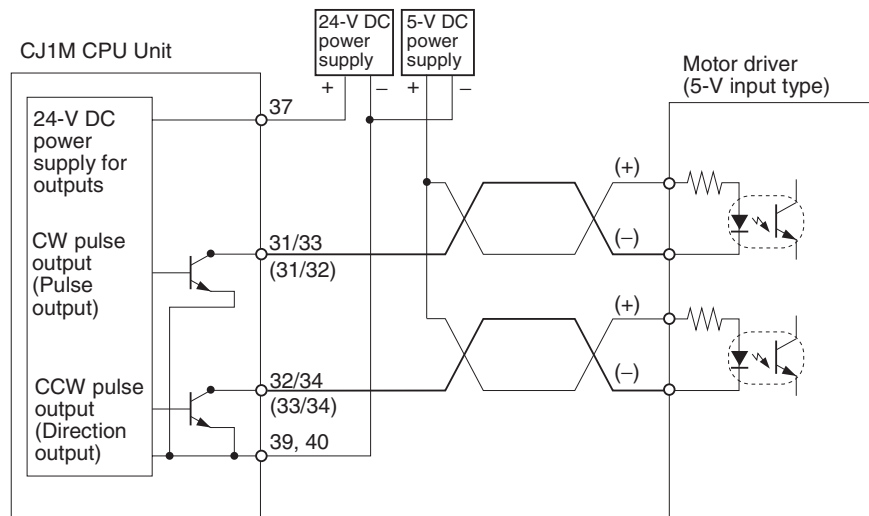 24-V DC
power
supply
+ −
5-V DC
power
supply
+ −
CJ1M CPU Unit
Motor driver
(5-V input type)
24-V DC
power
supply for
outputs
37
CW pulse
output
(Pulse
output)
31/33
(31/32)
(+)
(−)
CCW pulse
output
(Direction
output)
32/34
(33/34)
39, 40
(+)
(−)